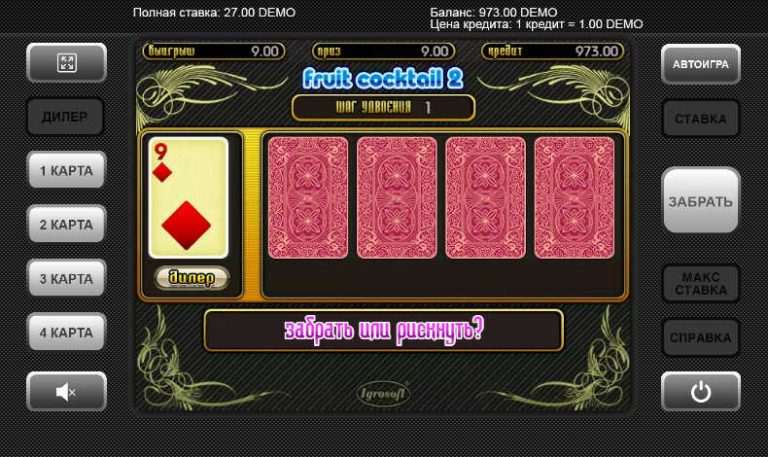 Полная ставка: 27.00 DEMO
Баланс: 973.00 DEMO
Цена кредита: 1 кредит = 1.00 DEMO
выигрыш 9.00
приз 9.00
кредит 973.00
АВТОИГРА
fruit cocktail 2
шаг удвоения 1
ДИЛЕР
СТАВКА
9
1 КАРТА
ЗАБРАТЬ
2 КАРТА
дилер
3 КАРТА
МАКС
СТАВКА
4 КАРТА
забрать или рискнуть?
СПРАВКА
Igrosoft